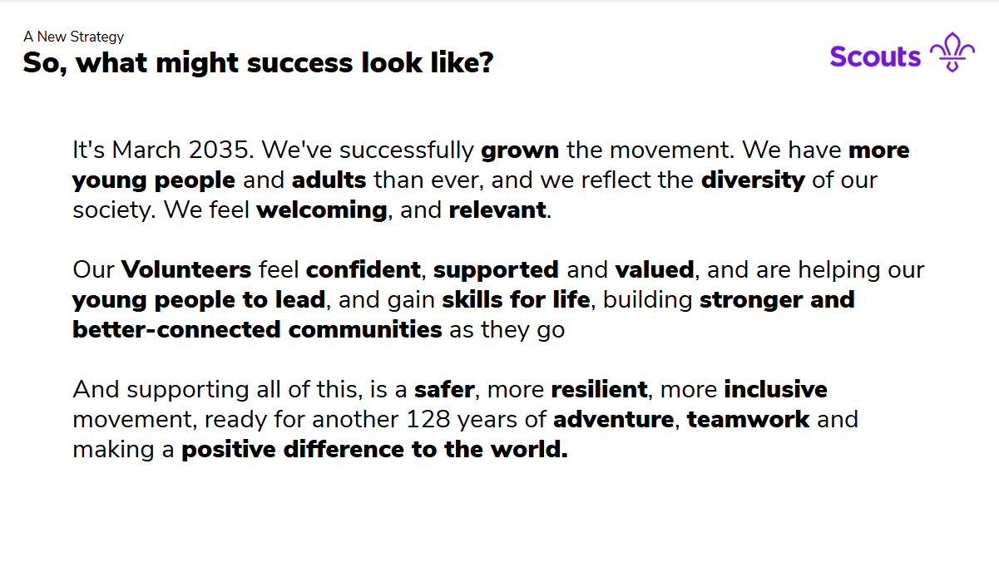 A New Strategy
So, what might success look like?
Scouts
It's March 2035. We've successfully grown the movement. We have more
young people and adults than ever, and we reflect the diversity of our
society. We feel welcoming, and relevant.
Our Volunteers feel confident, supported and valued, and are helping our
young people to lead, and gain skills for life, building stronger and
better-connected communities as they go
And supporting all of this, is a safer, more resilient, more inclusive
movement, ready for another 128 years of adventure, teamwork and
making a positive difference to the world.